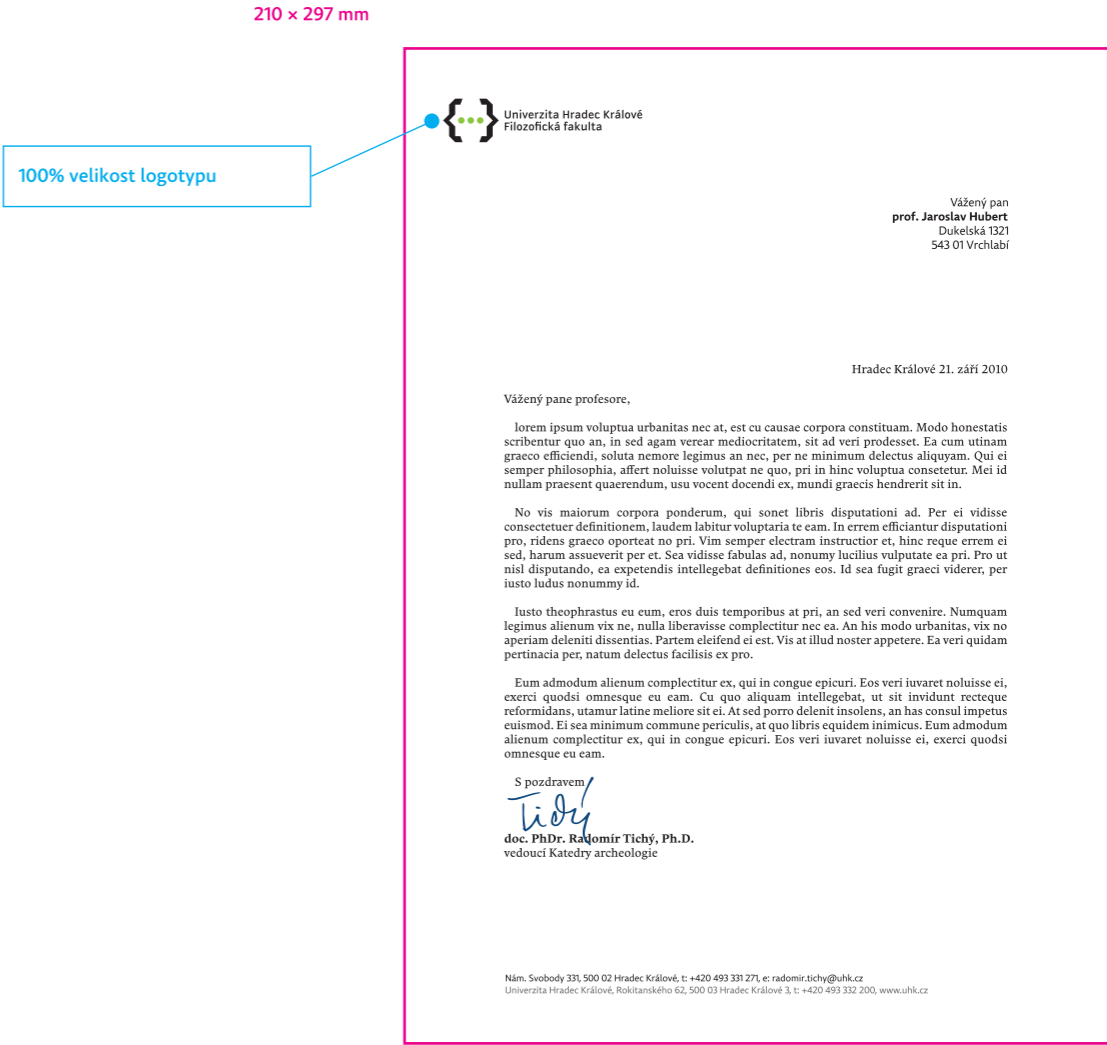 210 × 297 mm
Univerzita Hradec Králové
Filozofická fakulta
100% velikost logotypu
Vážený pan
prof. Jaroslav Hubert
Dukelská 1321
543 01 Vrchlabí
Hradec Králové 21. září 2010
Vážený pane profesore,
lorem ipsum voluptua urbanitas nec at, est cu causae corpora constituam. Modo honestatis
scribentur quo an, in sed agam verear mediocritatem, sit ad veri prodesset. Ea cum utinam
graeco efficiendi, soluta nemore legimus an nec, per ne minimum delectus aliquyam. Qui ei
semper philosophia, affert noluisse volutpat ne quo, pri in hinc voluptua consetetur. Mei id
nullam praesent quaerendum, usu vocent docendi ex, mundi graecis hendrerit sit in.
No vis maiorum corpora ponderum, qui sonet libris disputationi ad. Per ei vidisse
consectetuer definitionem, laudem labitur voluptaria te eam. In errem efficiantur disputationi
pro, ridens graeco oporteat no pri. Vim semper electram instructior et, hinc reque errem ei
sed, harum assueverit per et. Sea vidisse fabulas ad, nonumy lucilius vulputate ea pri. Pro ut
nisl disputando, ea expetendis intellegebat definitiones eos. Id sea fugit graeci viderer, per
iusto ludus nonummy id.
Iusto theophrastus eu eum, eros duis temporibus at pri, an sed veri convenire. Numquam
legimus alienum vix ne, nulla liberavisse complectitur nec ea. An his modo urbanitas, vix no
aperiam deleniti dissentias. Partem eleifend ei est. Vis at illud noster appetere. Ea veri quidam
pertinacia per, natum delectus facilisis ex pro.
Eum admodum alienum complectitur ex, qui in congue epicuri. Eos veri iuvaret noluisse ei,
exerci quodsi omnesque eu eam. Cu quo aliquam intellegebat, ut sit invidunt recteque
reformidans, utamur latine meliore sit ei. At sed porro delenit insolens, an has consul impetus
euismod. Ei sea minimum commune periculis, at quo libris equidem inimicus. Eum admodum
alienum complectitur ex, qui in congue epicuri. Eos veri iuvaret noluisse ei, exerci quodsi
omnesque eu eam.
S pozdravem
Tichý
doc. PhDr. Radomír Tichý, Ph.D.
vedoucí Katedry archeologie
Nám. Svobody 331, 500 02 Hradec Králové, t: +420 493 331 271, e: radomir.tichy@uhk.cz
Univerzita Hradec Králové, Rokitanského 62, 500 03 Hradec Králové 3, t: +420 493 332 200, www.uhk.cz